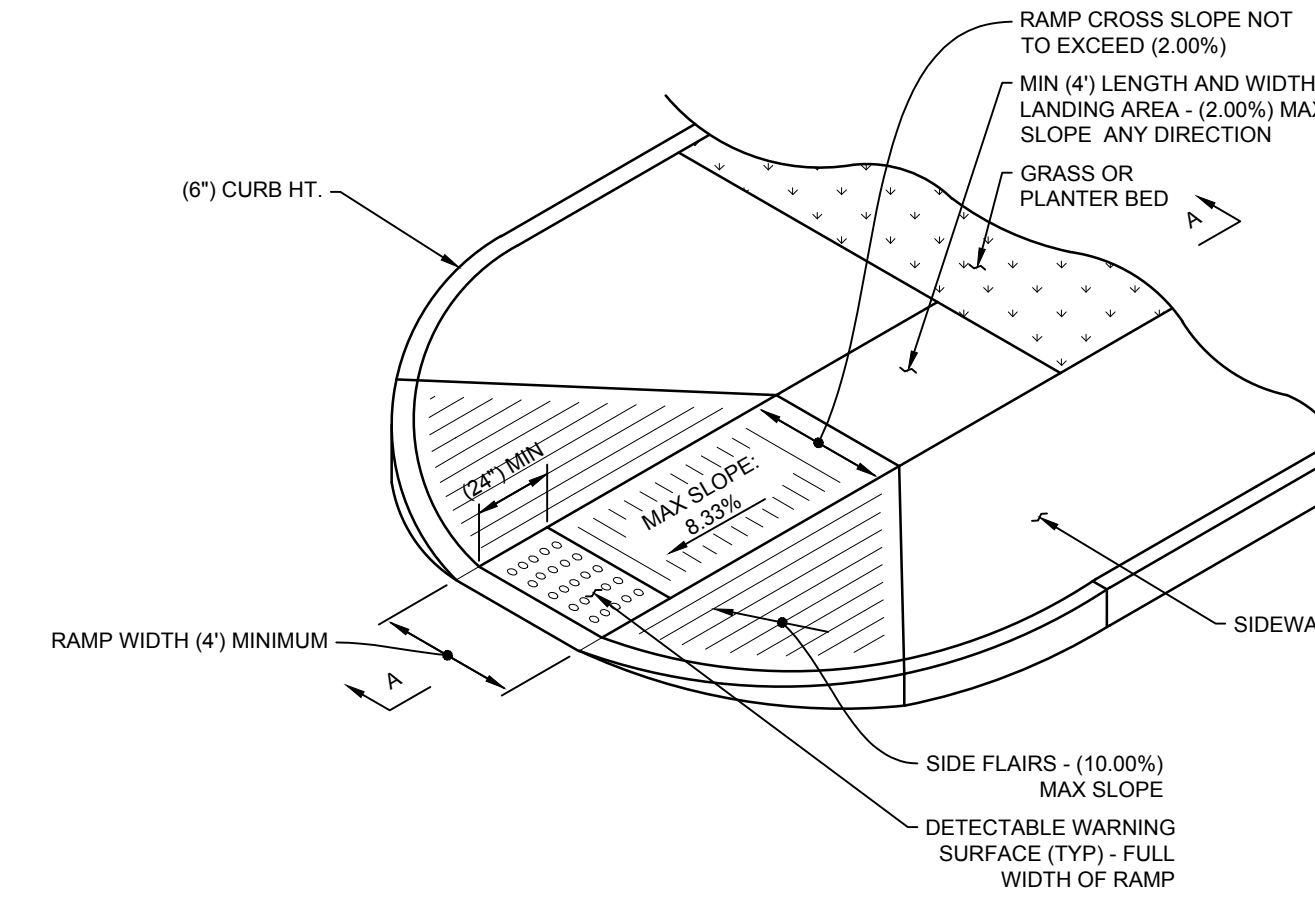 RAMP CROSS SLOPE NOT
TO EXCEED (2.00%)
MIN (4') LENGTH AND WIDTH
LANDING AREA - (2.00%) MAX
SLOPE ANY DIRECTION
GRASS OR
PLANTER BED
A
(6") CURB HT.
(24") MIN
MAX SLOPE:
8.33%
RAMP WIDTH (4') MINIMUM
A
SIDEWA
SIDE FLAIRS - (10.00%)
MAX SLOPE
DETECTABLE WARNING
SURFACE (TYP) - FULL
WIDTH OF RAMP